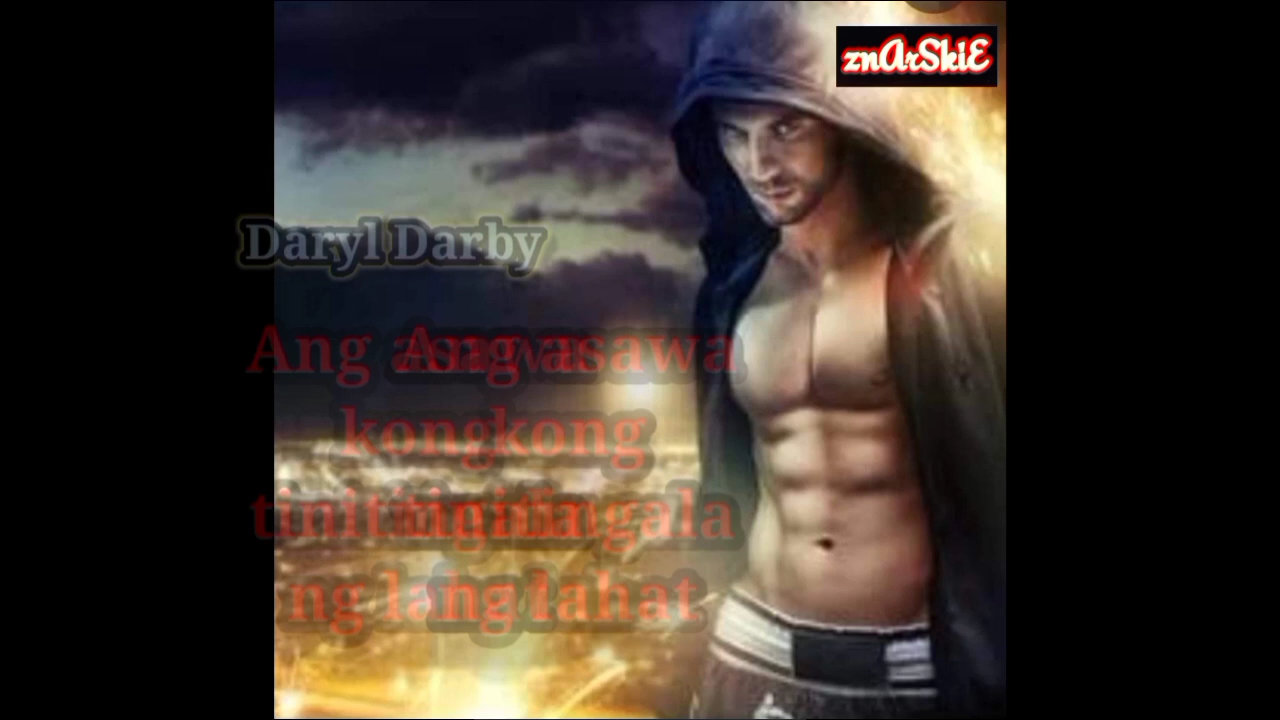 znArSkiE
Daryl Darby
Ang asawa
kong
tinitingala
ng lahat